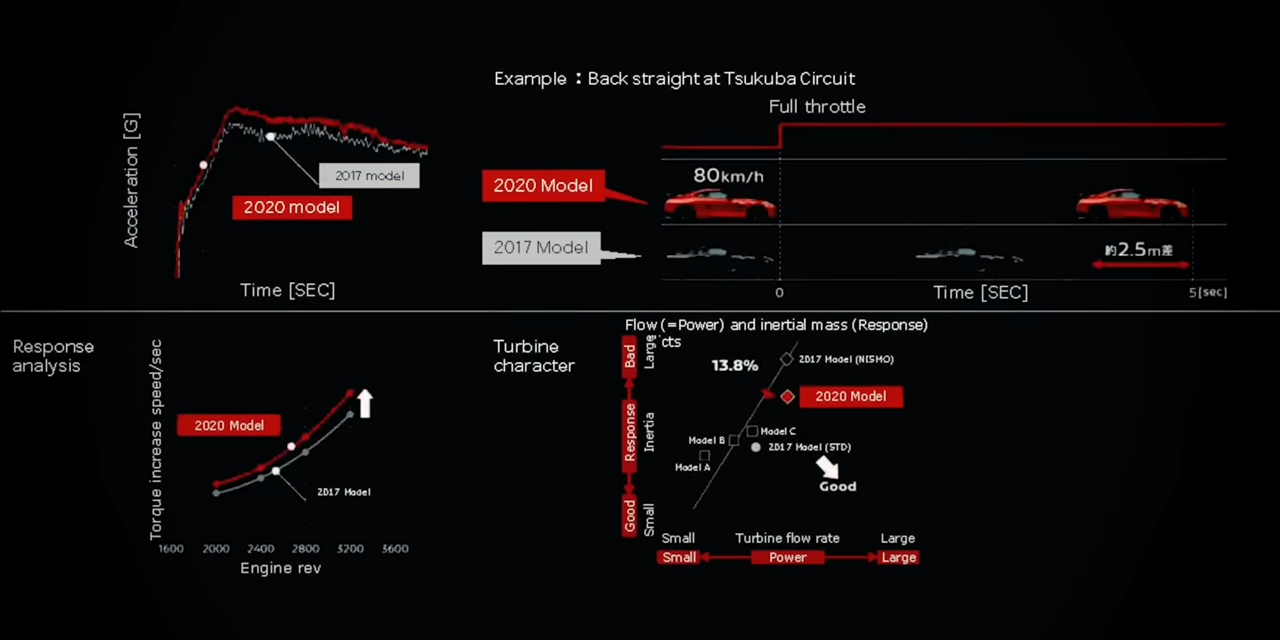 Example : Back straight at Tsukuba Circuit
Full throttle
Acceleration [G]
2017 model
2020 model
Time [SEC]
2020 Model
80km/h
2017 Model
約2.5m差
0
Time [SEC]
5[sec]
Response
analysis
Torque increase speed/sec
2020 Model
2017 Model
1600 2000 2400 2800 3200 3600
Engine rev
Turbine
character
Flow (=Power) and inertial mass (Response)
cts
Bad
Response
Good
Large
Inertia
Small
13.8%
2017 Model (NISMO)
2020 Model
Model C
Model B
2017 Model (STD)
Model A
Good
Small Turbine flow rate Large
Small Power Large